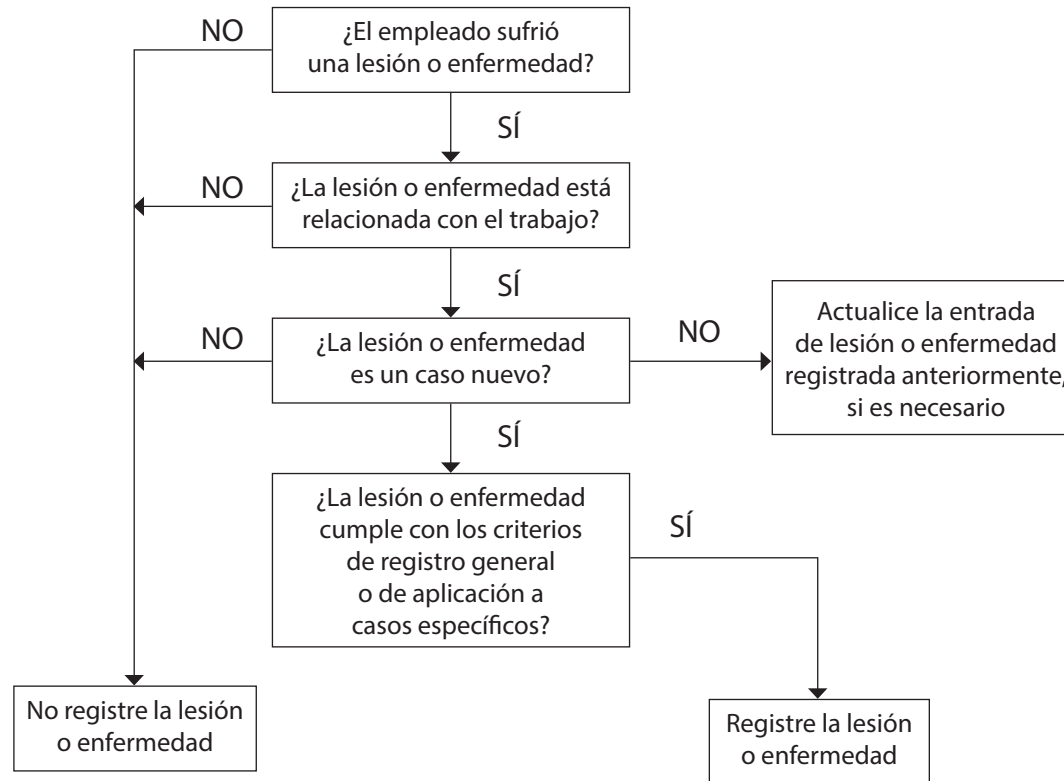 NO
¿El empleado sufrió
una lesión o enfermedad?
SÍ
NO
¿La lesión o enfermedad está
relacionada con el trabajo?
SÍ
NO
¿La lesión o enfermedad
es un caso nuevo?
NO
Actualice la entrada
de lesión o enfermedad
registrada anteriormente,
si es necesario
SÍ
¿La lesión o enfermedad
cumple con los criterios
de registro general
o de aplicación a
casos específicos?
SÍ
No registre la lesión
o enfermedad
Registre la lesión
o enfermedad